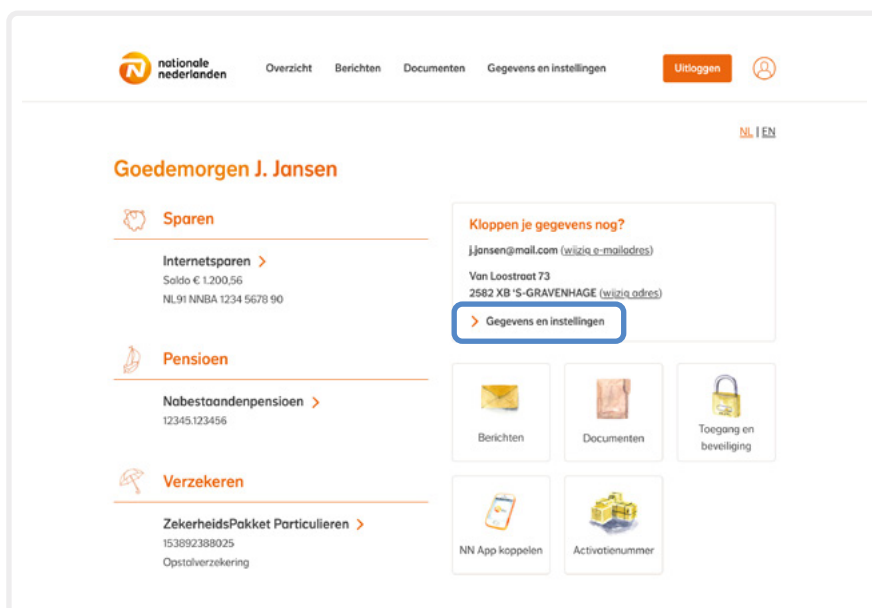 nationale
nederlanden
Overzicht Berichten Documenten Gegevens en instellingen Uitloggen
NL | EN
Goedemorgen J. Jansen
Sparen
Internetsparen
Saldo € 1.200,56
NL91 NNBA 1234 5678 90
Pensioen
Nabestaandenpensioen
12345.123456
Verzekeren
ZekerheidsPakket Particulieren
153892388025
Opstalverzekering
Kloppen je gegevens nog?
j.jansen@mail.com (wijzig e-mailadres)
Van Loostraat 73
2582 XB 'S-GRAVENHAGE (wijzig adres)
Gegevens en instellingen
Berichten
Documenten
Toegang en
beveiliging
NN App koppelen
Activatienummer